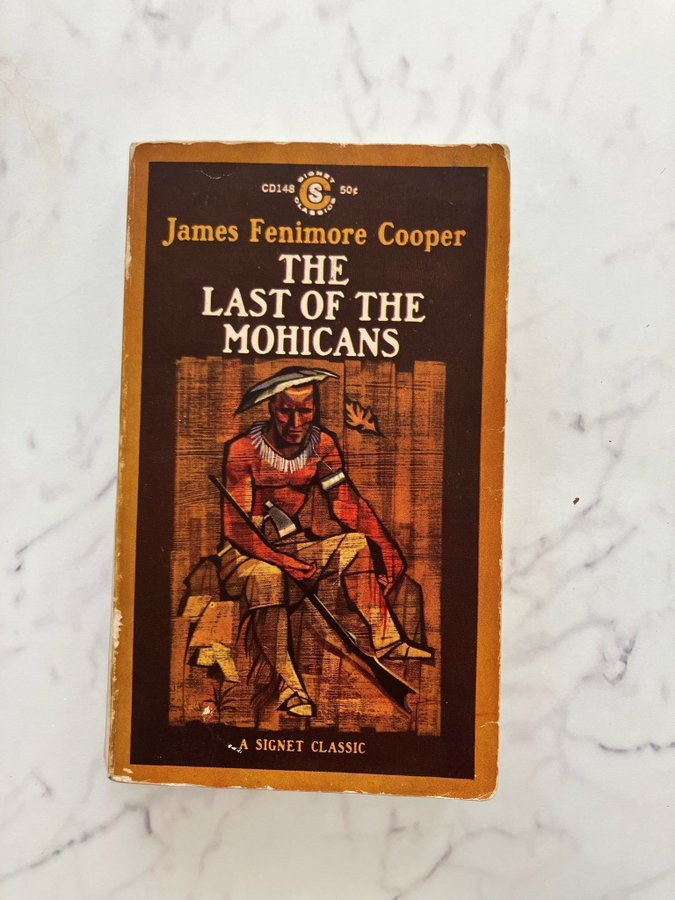 CD148 SIGNET S CLASSICS 50¢
James Fenimore Cooper
THE
LAST OF THE
MOHICANS
A SIGNET CLASSIC